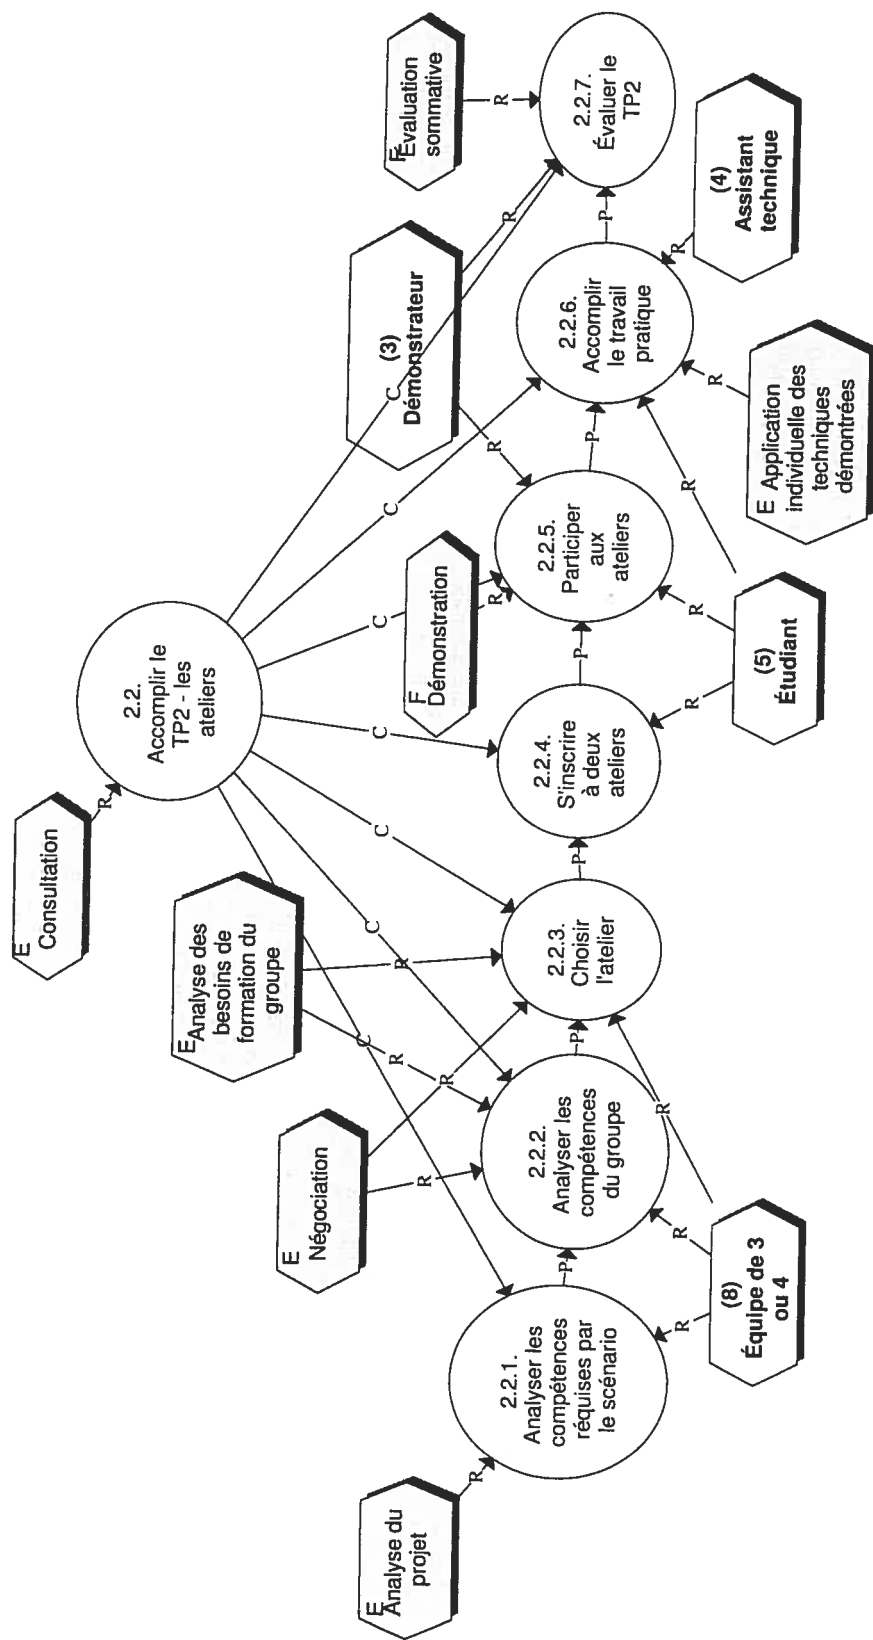 E
Consultation
R
2.2.
Accomplir le
TP2 - les
ateliers
E
Analyse des
besoins de
formation du
groupe
E
Négociation
(3)
Démonstrateur
E
Analyse du
projet
F
Démonstration
E
Évaluation
sommative
C
C
C
C
C
C
C
R
R
R
R
R
R
R
R
R
2.2.1.
Analyser les
compétences
réquises par
le scénario
P
2.2.2.
Analyser les
compétences
du groupe
P
2.2.3.
Choisir
l'atelier
P
2.2.4.
S'inscrire
à deux
ateliers
P
2.2.5.
Participer
aux
ateliers
P
2.2.6.
Accomplir
le travail
pratique
P
2.2.7.
Évaluer le
TP2
R
R
R
R
R
R
R
R
(8)
Équipe de 3
ou 4
(5)
Étudiant
E Application
individuelle des
techniques
démontrées
(4)
Assistant
technique